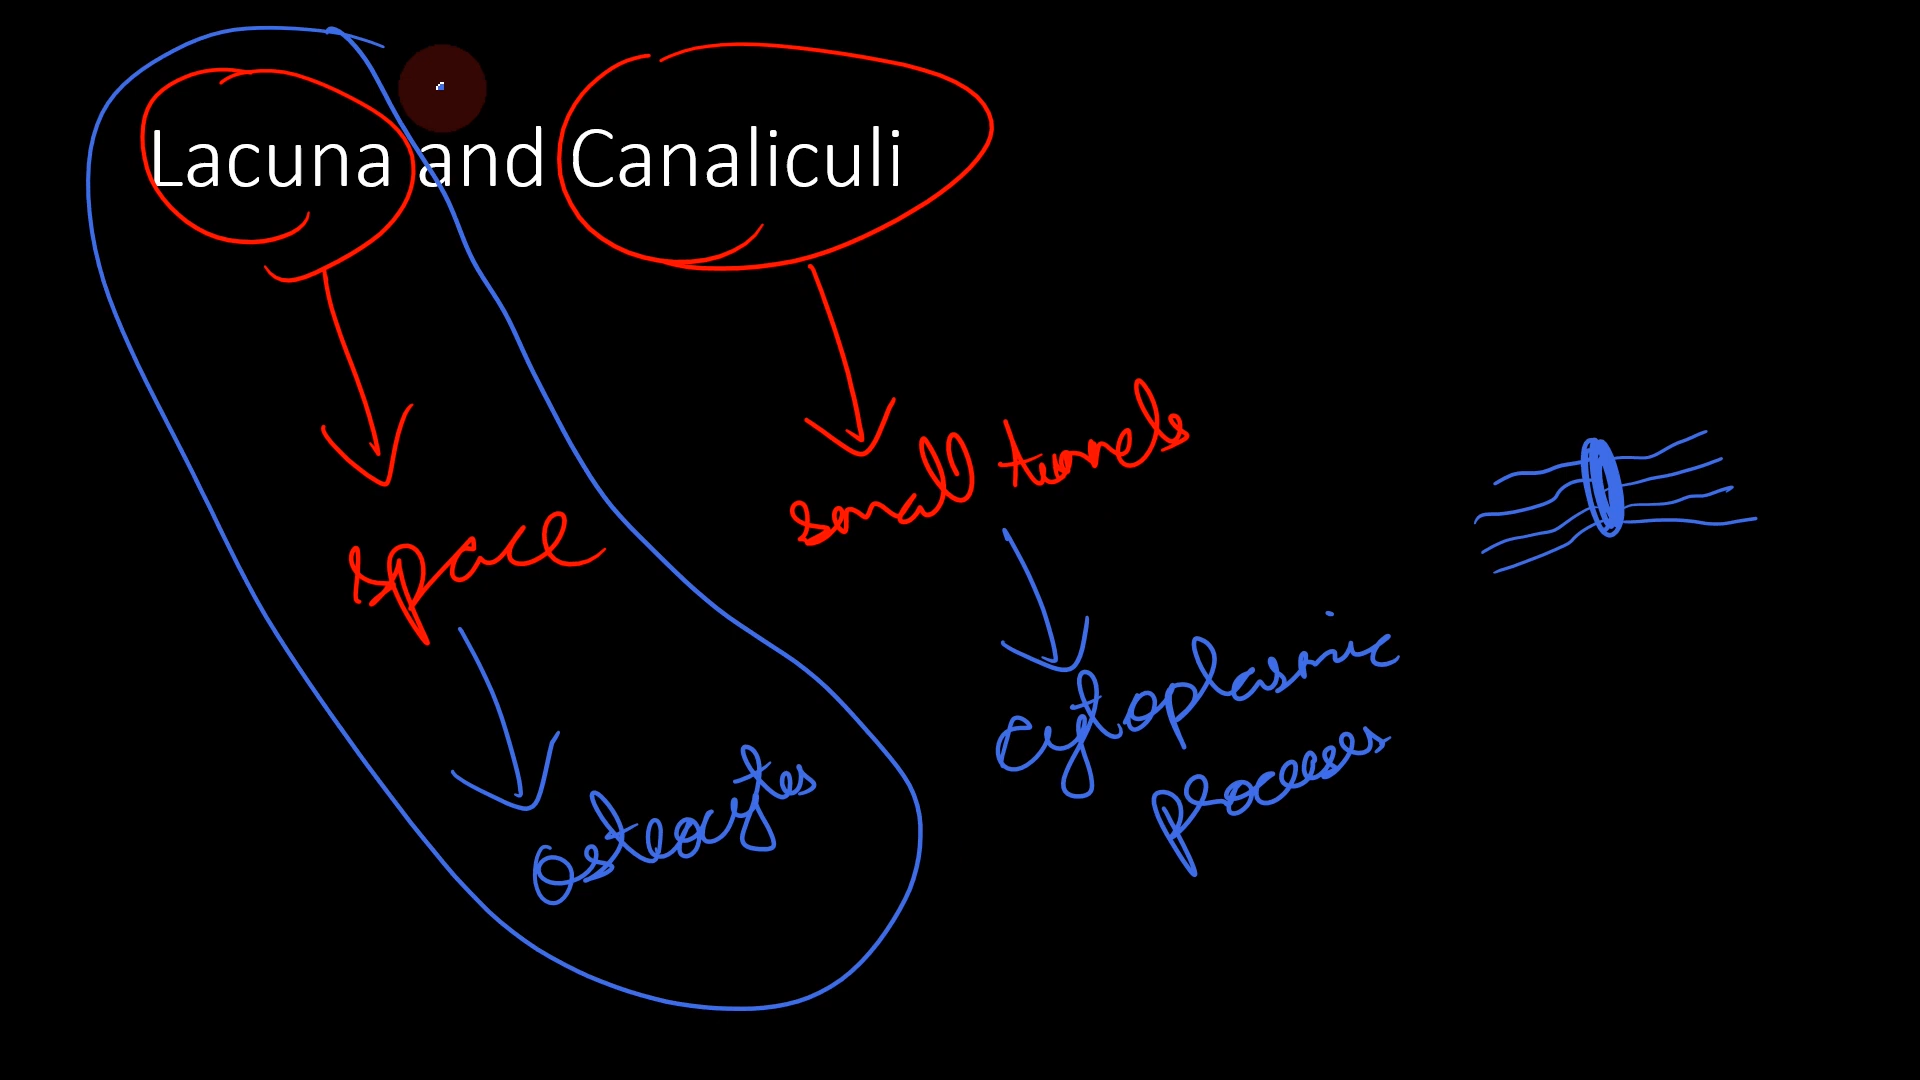 Lacuna and Canaliculi
small tunnels
space
cytoplasmic
processes
osteocytes